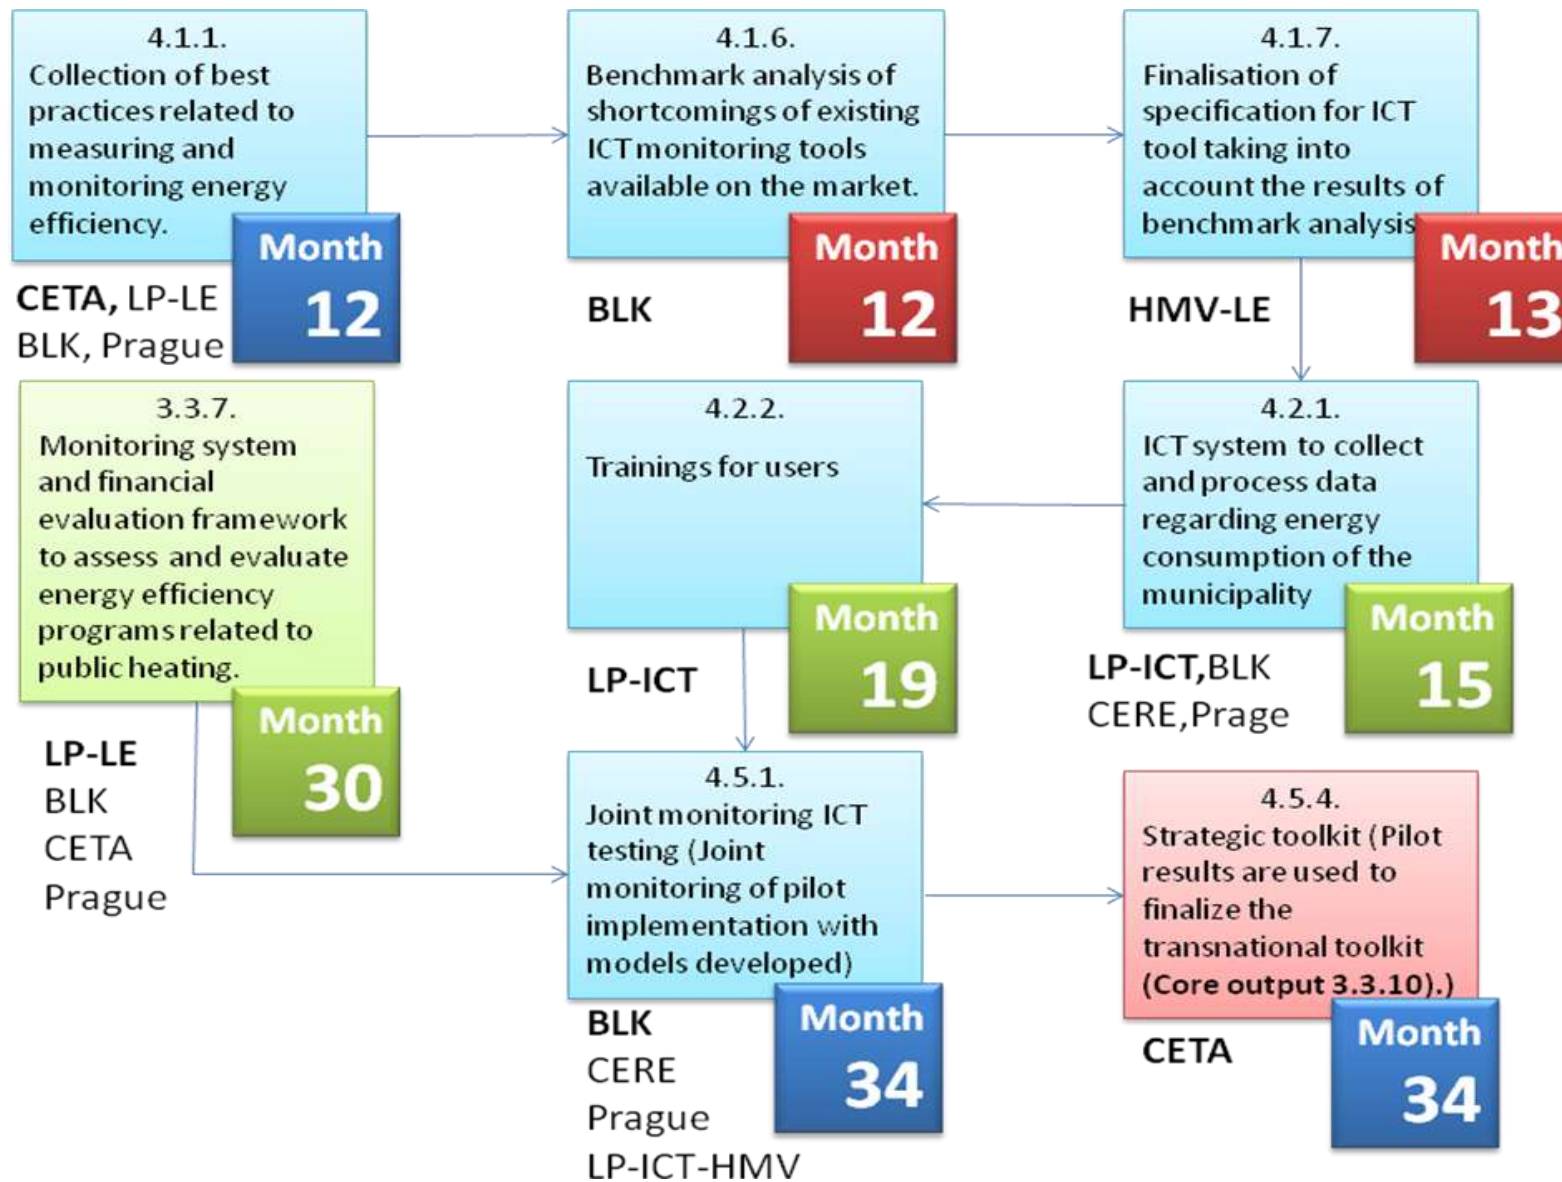 4.1.1.
Collection of best
practices related to
measuring and
monitoring energy
efficiency.
Month
12
CETA, LP-LE
BLK, Prague
4.1.6.
Benchmark analysis of
shortcomings of existing
ICT monitoring tools
available on the market.
Month
12
BLK
4.1.7.
Finalisation of
specification for ICT
tool taking into
account the results of
benchmark analysis
Month
13
HMV-LE
3.3.7.
Monitoring system
and financial
evaluation framework
to assess and evaluate
energy efficiency
programs related to
public heating.
Month
30
LP-LE
BLK
CETA
Prague
4.2.2.
Trainings for users
Month
19
LP-ICT
4.2.1.
ICT system to collect
and process data
regarding energy
consumption of the
municipality
Month
15
LP-ICT,BLK
CERE,Prage
4.5.1.
Joint monitoring ICT
testing (Joint
monitoring of pilot
implementation with
models developed)
Month
34
BLK
CERE
Prague
LP-ICT-HMV
4.5.4.
Strategic toolkit (Pilot
results are used to
finalize the
transnational toolkit
(Core output 3.3.10).)
Month
34
CETA